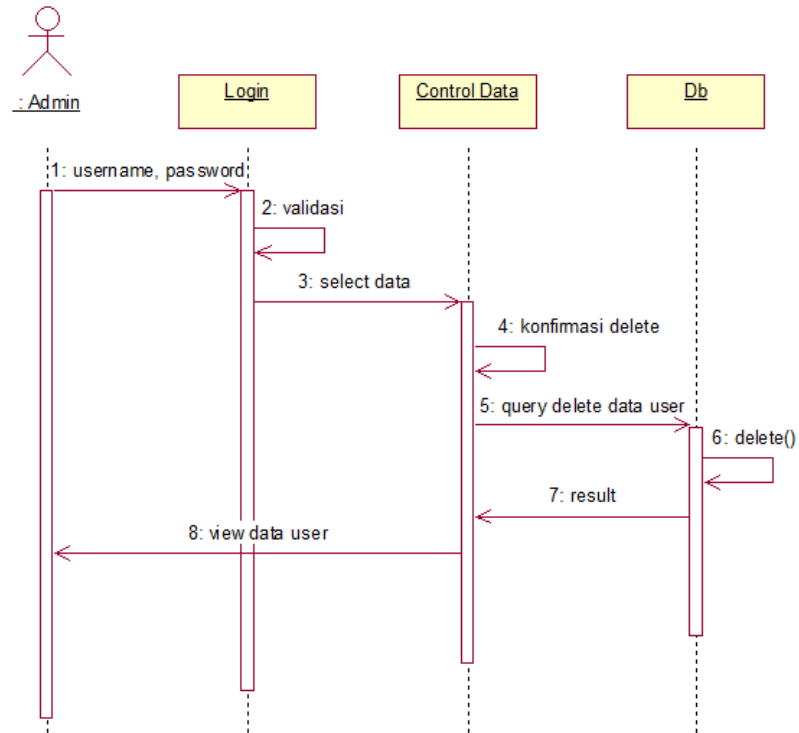 : Admin
Login
Control Data
Db
1: username, password
2: validasi
3: select data
4: konfirmasi delete
5: query delete data user
6: delete()
7: result
8: view data user